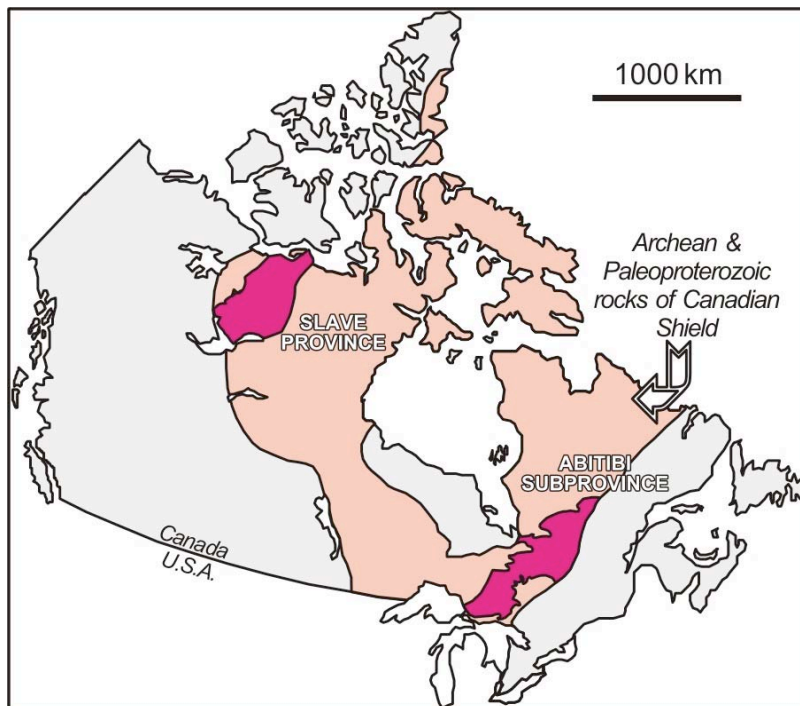 1000 km
Archean &
Paleoproterozoic
rocks of Canadian
Shield
SLAVE
PROVINCE
ABITIBI
SUBPROVINCE
Canada
U.S.A.